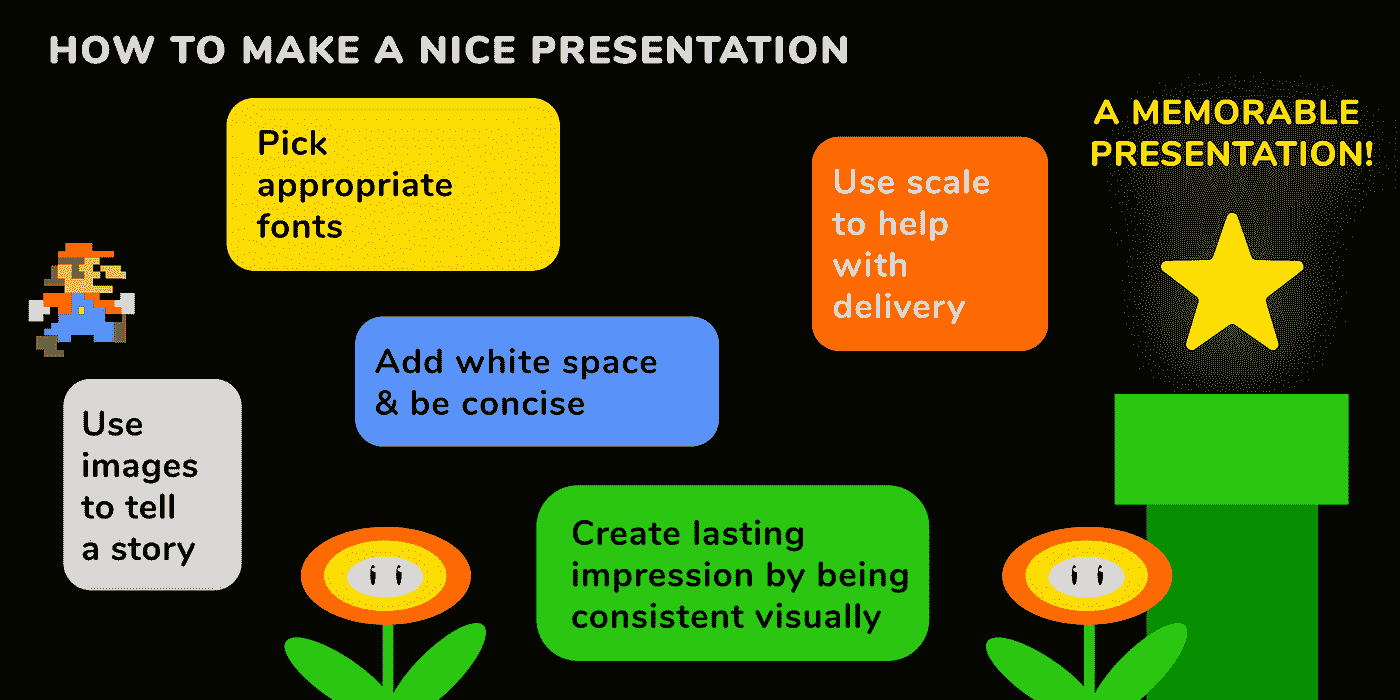 HOW TO MAKE A NICE PRESENTATION
Pick
appropriate
fonts
Use scale
to help
with
delivery
A MEMORABLE
PRESENTATION!
Add white space
& be concise
Use
images
to tell
a story
Create lasting
impression by being
consistent visually